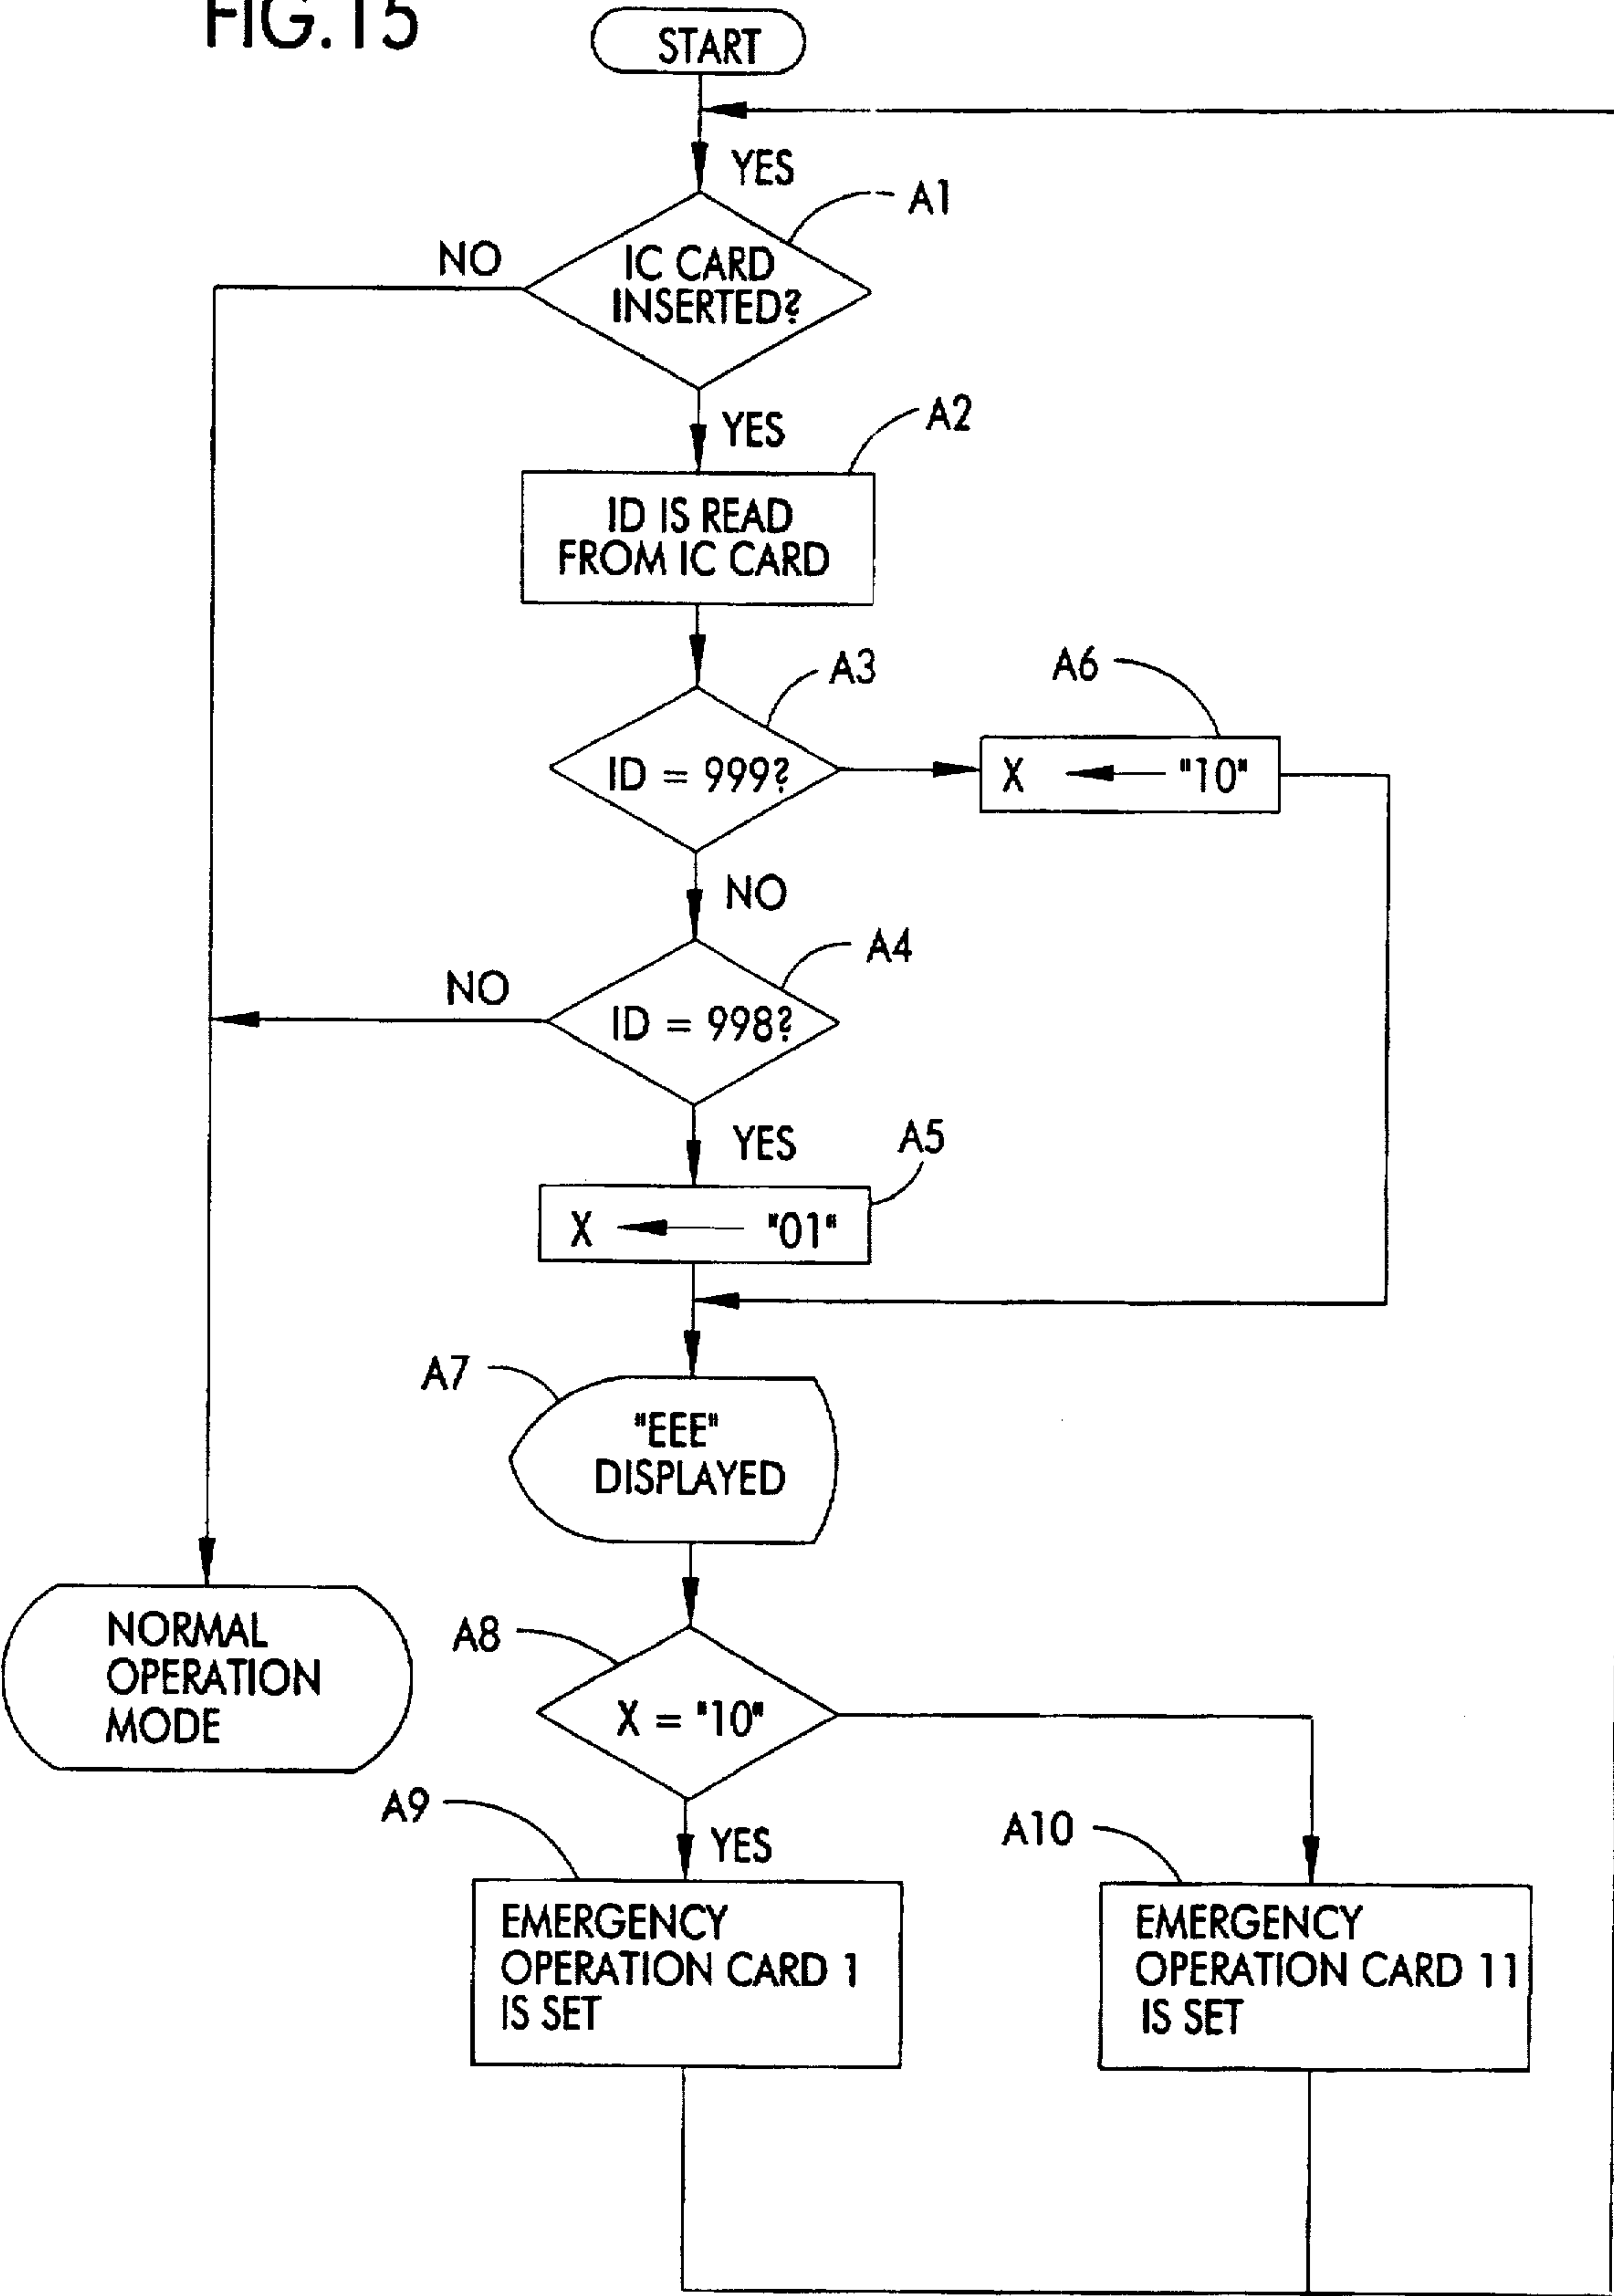 FIG.15
START
YES
A1
NO
IC CARD
INSERTED?
YES
A2
ID IS READ
FROM IC CARD
A3
A6
ID = 999?
X ← "10"
NO
A4
NO
ID = 998?
YES
A5
X ← "01"
A7
"EEE"
DISPLAYED
NORMAL
OPERATION
MODE
A8
X = "10"
A9
YES
A10
EMERGENCY
OPERATION CARD 1
IS SET
EMERGENCY
OPERATION CARD 11
IS SET